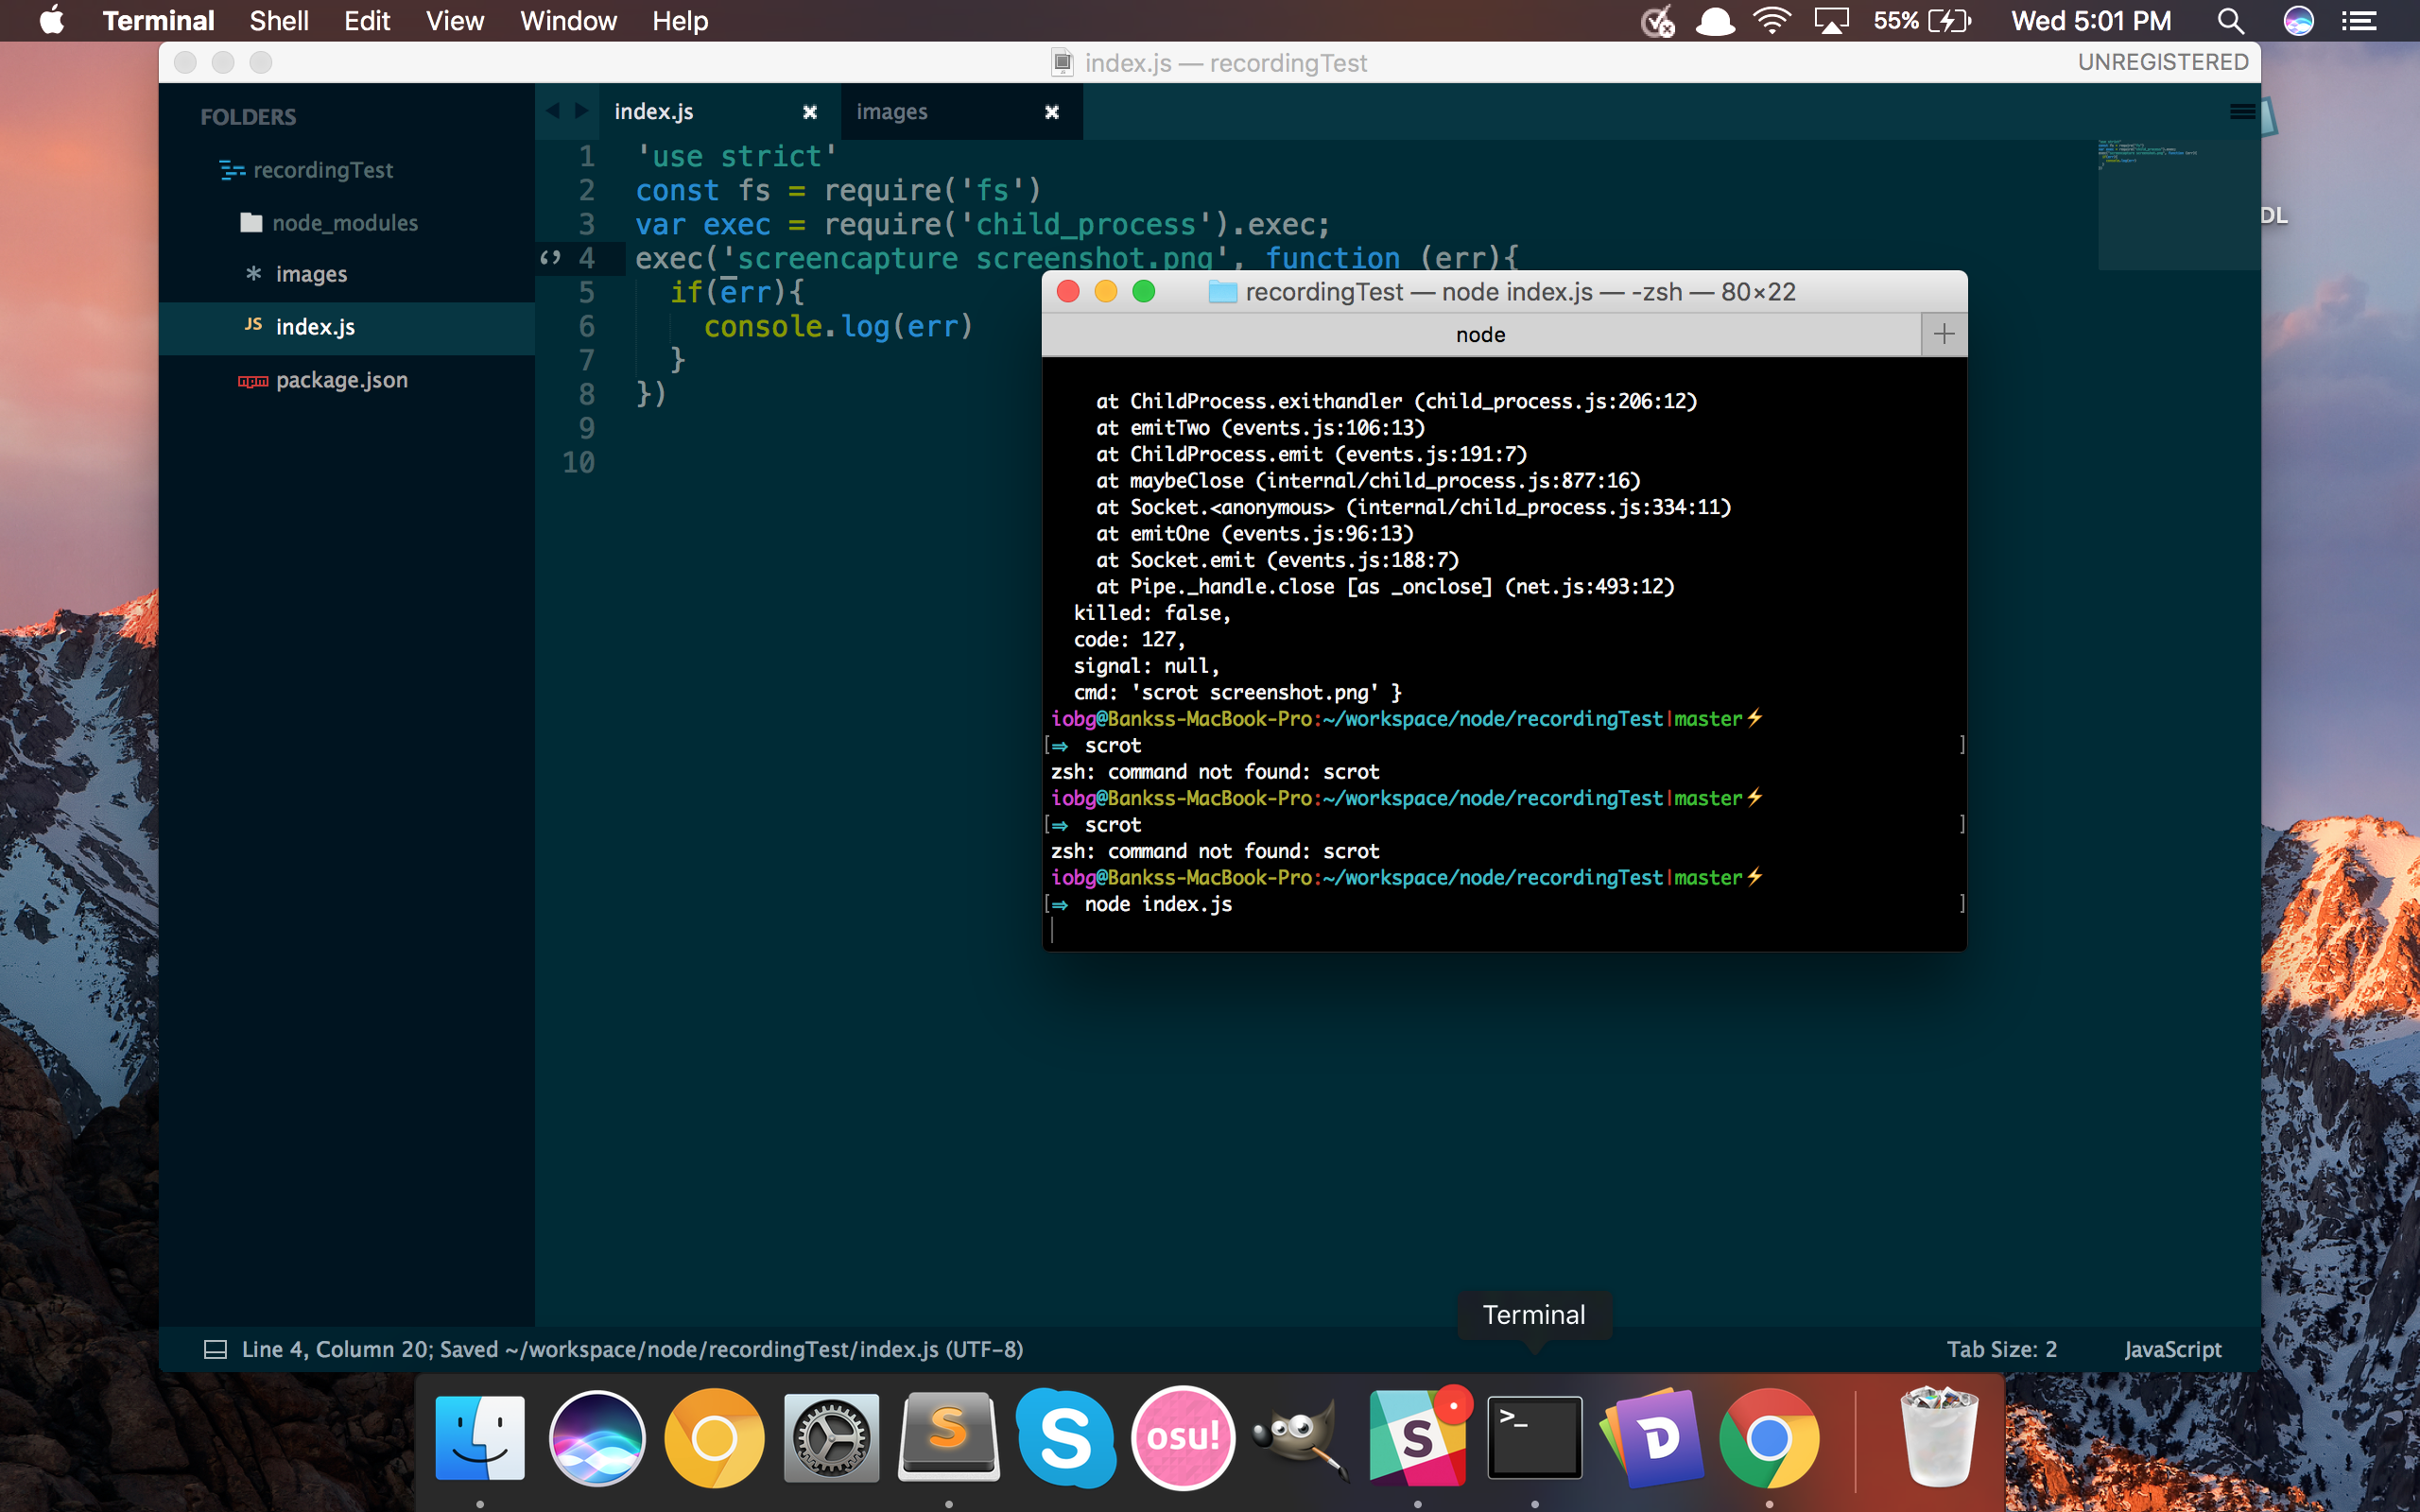 Terminal Shell Edit View Window Help 55% Wed 5:01 PM
index.js — recordingTest UNREGISTERED
FOLDERS
recordingTest
node_modules
* images
JS index.js
npm package.json
index.js images
1 'use strict'
2 const fs = require('fs')
3 var exec = require('child_process').exec;
4 exec('screencapture screenshot.png', function (err){
5 if(err){
6 console.log(err)
7 }
8 })
9
10
DL
recordingTest — node index.js — -zsh — 80×22
node
at ChildProcess.exithandler (child_process.js:206:12)
at emitTwo (events.js:106:13)
at ChildProcess.emit (events.js:191:7)
at maybeClose (internal/child_process.js:877:16)
at Socket.<anonymous> (internal/child_process.js:334:11)
at emitOne (events.js:96:13)
at Socket.emit (events.js:188:7)
at Pipe._handle.close [as _onclose] (net.js:493:12)
killed: false,
code: 127,
signal: null,
cmd: 'scrot screenshot.png' }
iobg@Bankss-MacBook-Pro:~/workspace/node/recordingTest|master⚡
[⇒ scrot ]
zsh: command not found: scrot
iobg@Bankss-MacBook-Pro:~/workspace/node/recordingTest|master⚡
[⇒ scrot ]
zsh: command not found: scrot
iobg@Bankss-MacBook-Pro:~/workspace/node/recordingTest|master⚡
[⇒ node index.js ]
Terminal
Line 4, Column 20; Saved ~/workspace/node/recordingTest/index.js (UTF-8) Tab Size: 2 JavaScript
S S osu! S >_ D